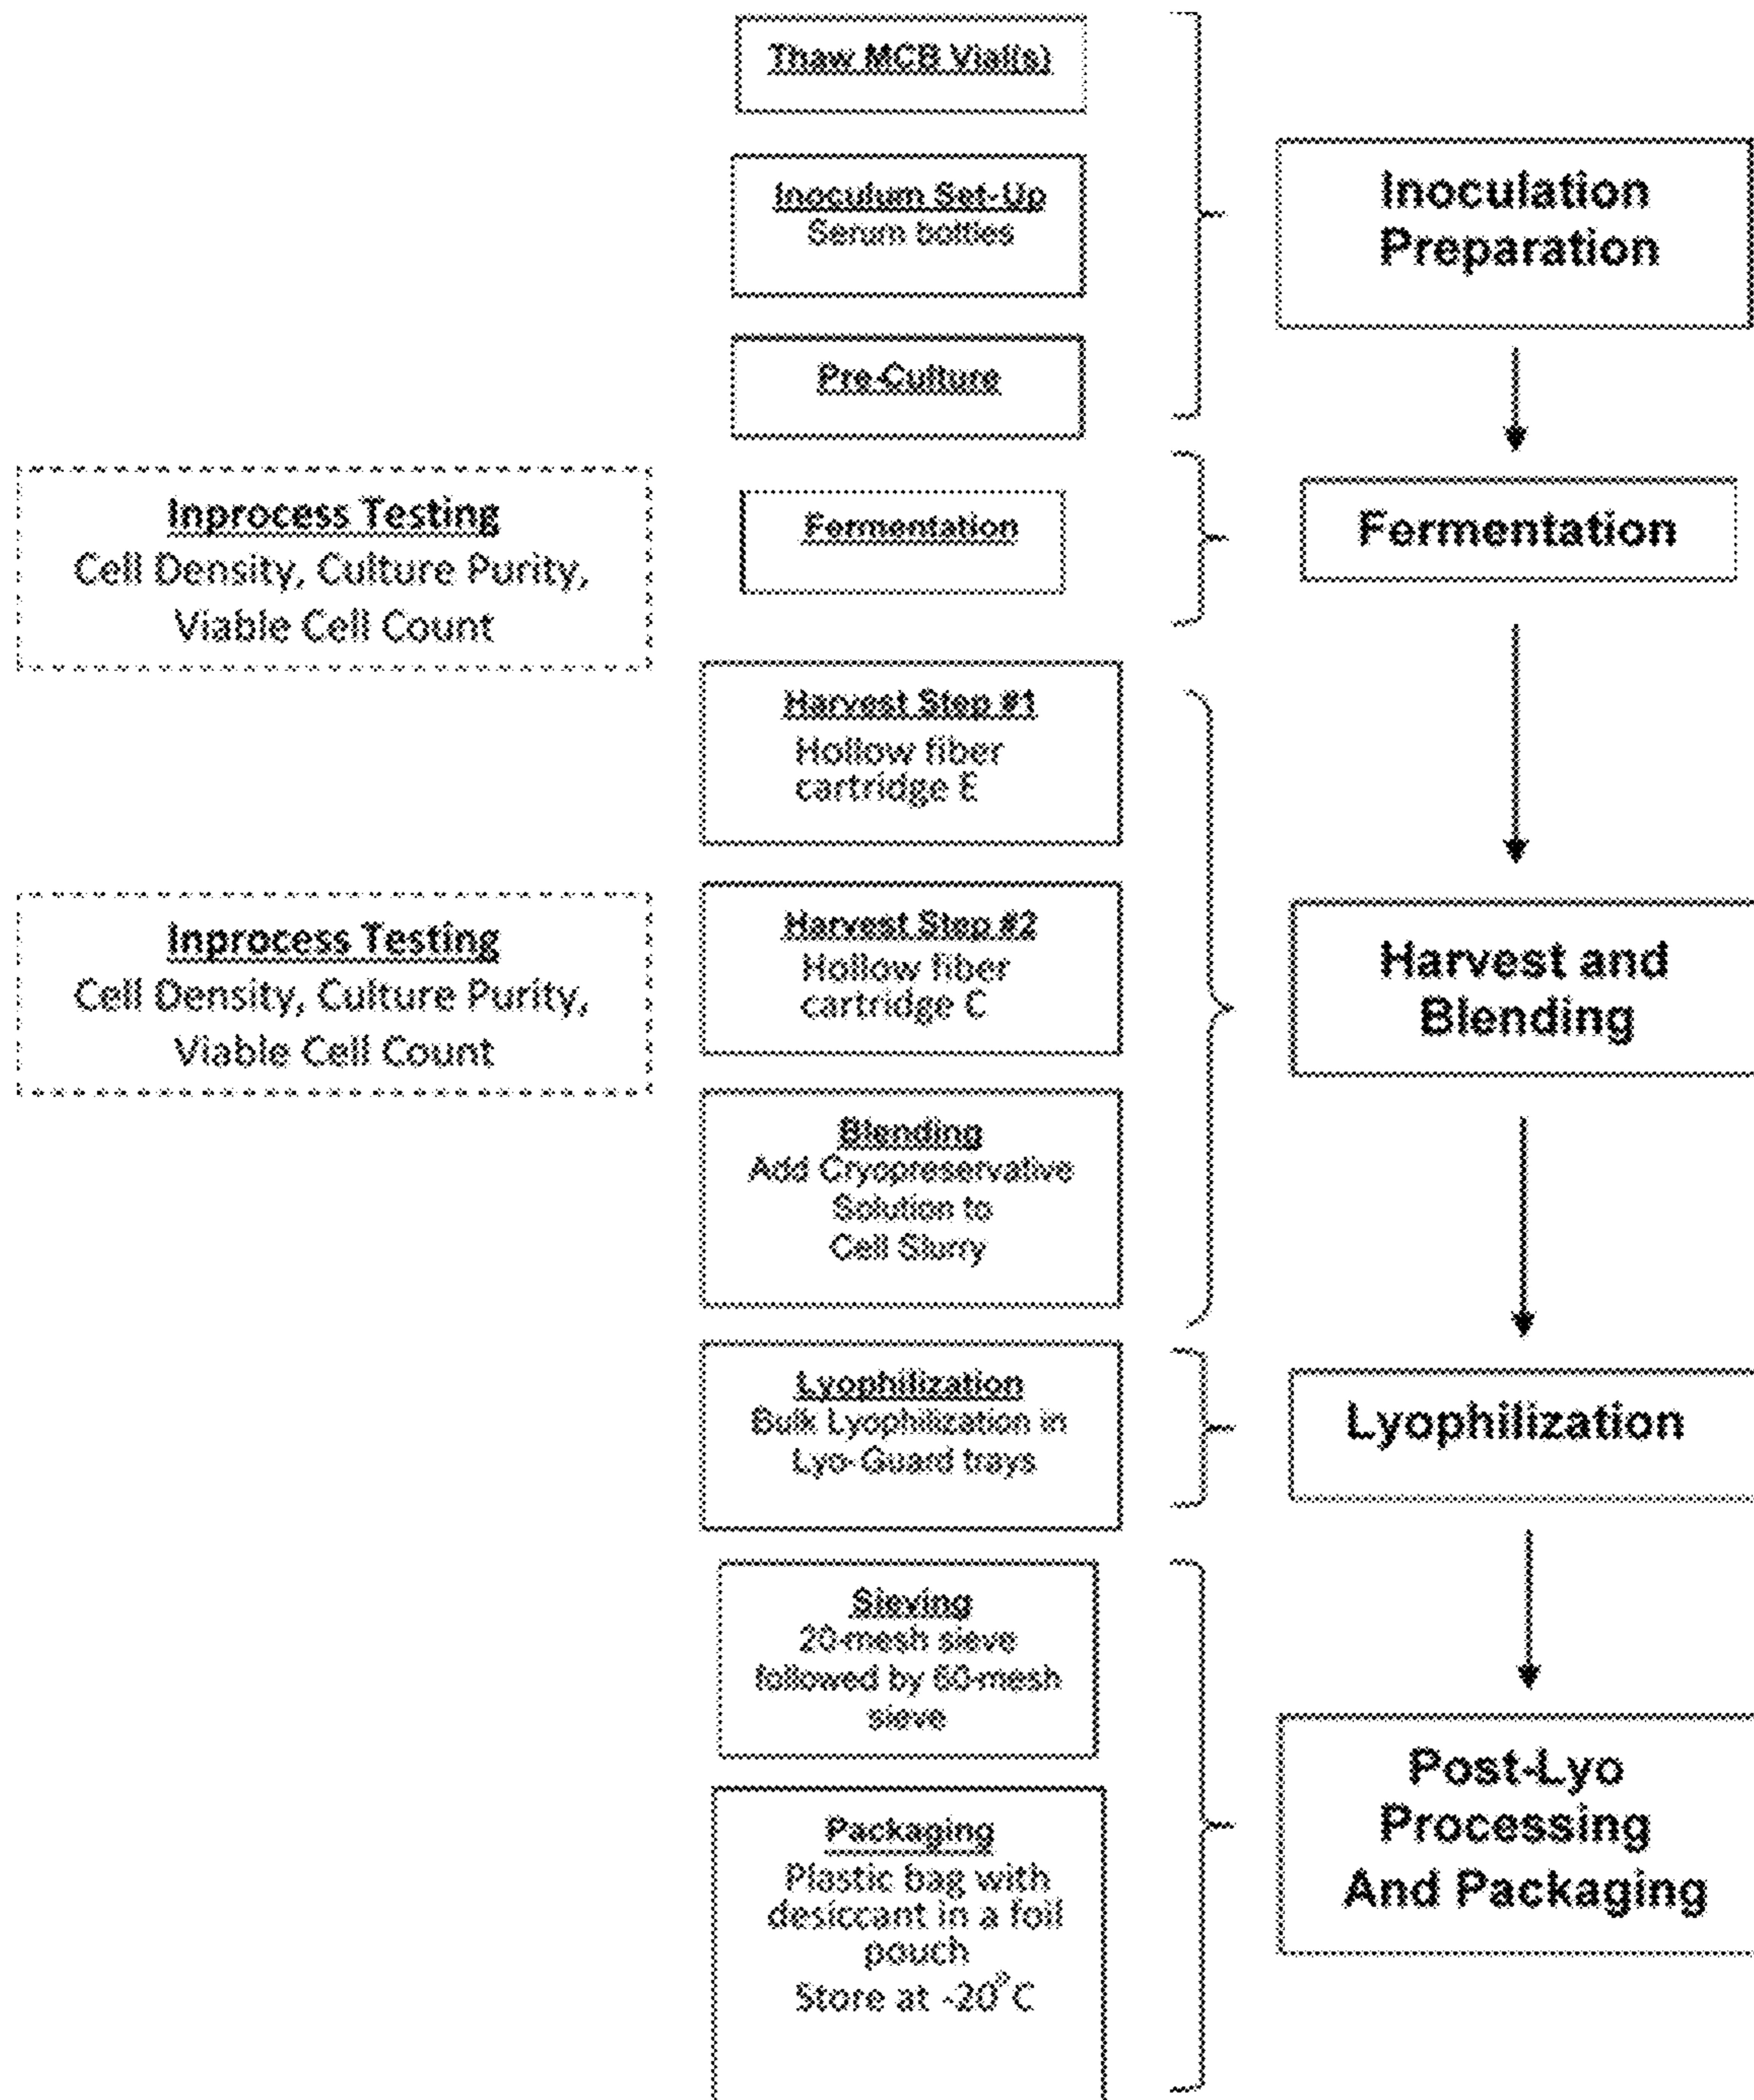 Thaw MCB Vial(s)
Inoculum Set-Up
Serum bottles
Pre-Culture
Inoculation
Preparation
Inprocess Testing
Cell Density, Culture Purity,
Viable Cell Count
Fermentation
Fermentation
Harvest Step #1
Hollow fiber
cartridge E
Inprocess Testing
Cell Density, Culture Purity,
Viable Cell Count
Harvest Step #2
Hollow fiber
cartridge C
Blending
Add Cryopreservative
Solution to
Cell Slurry
Harvest and
Blending
Lyophilization
Bulk Lyophilization in
Lyo-Guard trays
Lyophilization
Sieving
20-mesh sieve
followed by 60-mesh
sieve
Packaging
Plastic bag with
desiccant in a foil
pouch
Store at -20°C
Post-Lyo
Processing
And Packaging